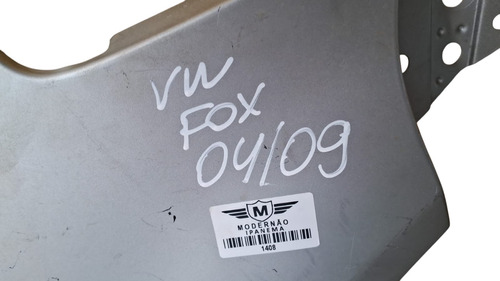 VW
FOX
04/09
M
MODERNÃO
IPANEMA
1408